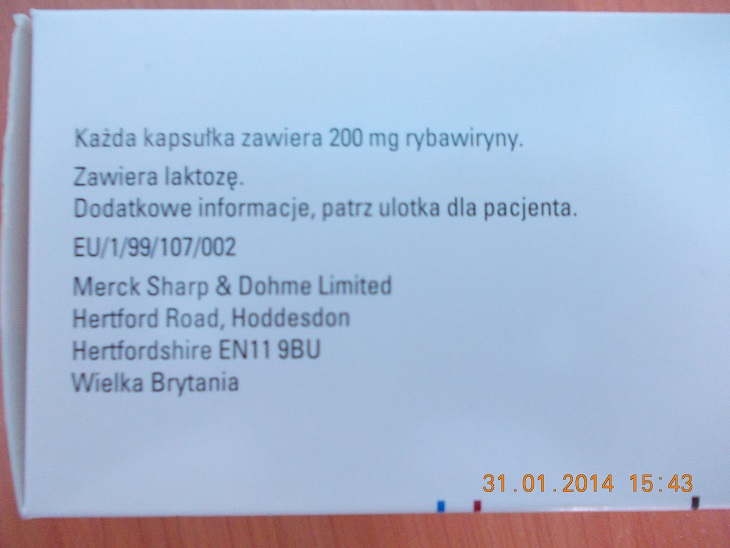 Każda kapsułka zawiera 200 mg rybawiryny.
Zawiera laktozę.
Dodatkowe informacje, patrz ulotka dla pacjenta.
EU/1/99/107/002
Merck Sharp & Dohme Limited
Hertford Road, Hoddesdon
Hertfordshire EN11 9BU
Wielka Brytania
31.01.2014 15:43